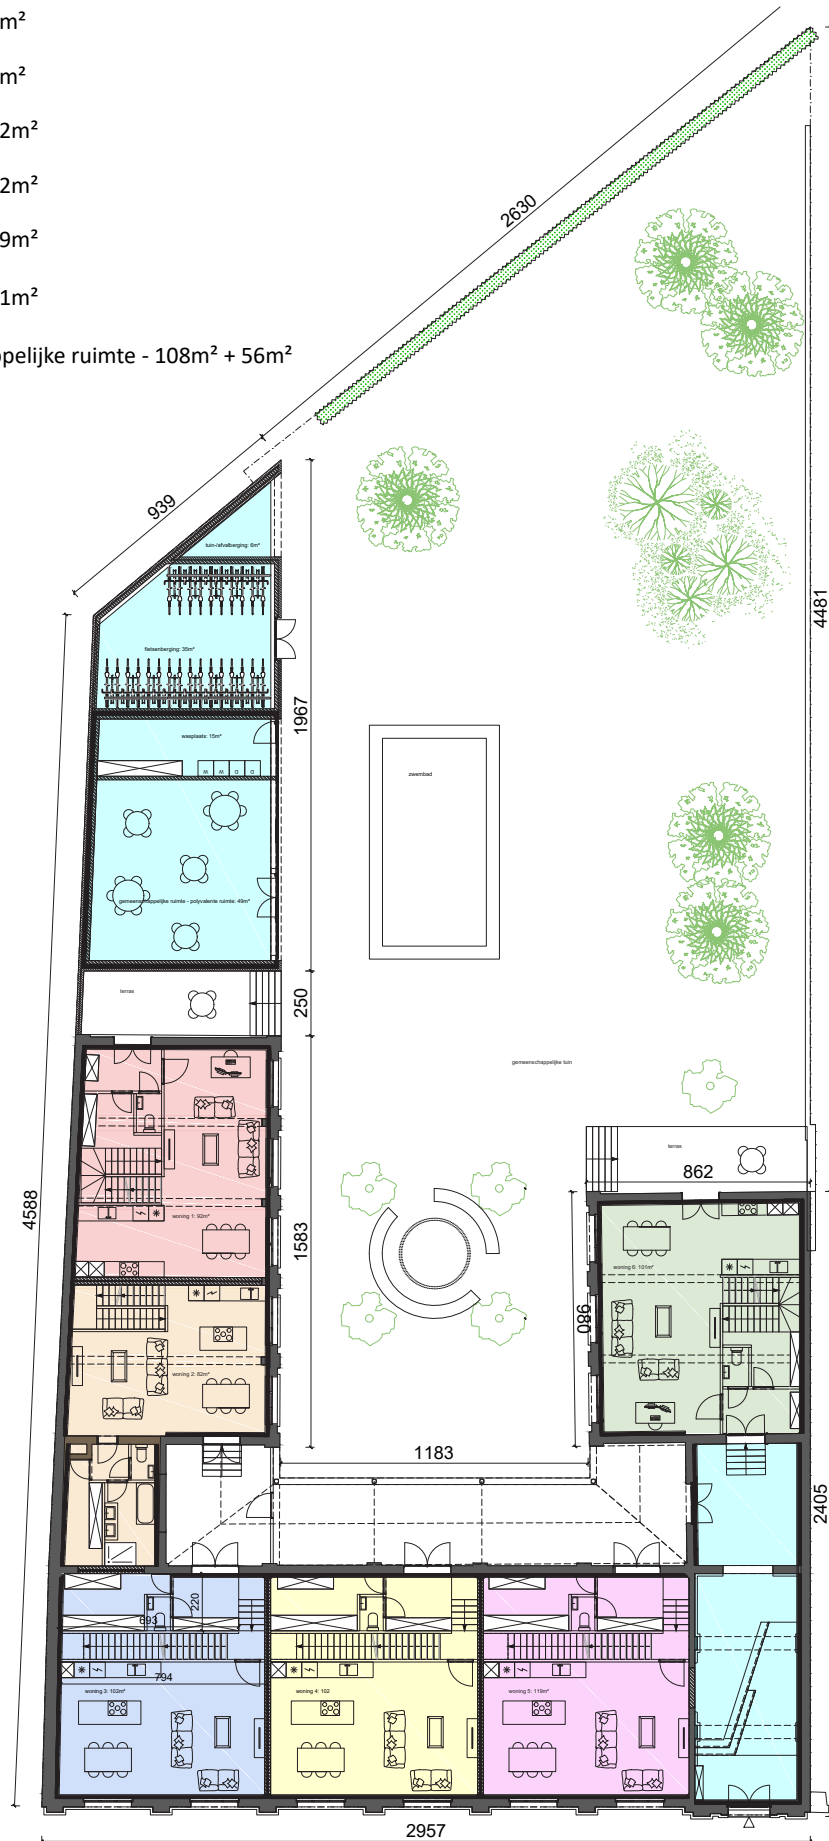 m²
m²
2m²
2m²
9m²
1m²
ppelijke ruimte - 108m² + 56m²
2630
939
tuin-/afvalberging: 6m²
fietsenberging: 35m²
4481
1967
wasplaats: 15m²
W W D D
zwembad
gemeenschappelijke ruimte - polyvalente ruimte: 49m²
terras
250
gemeenschappelijke tuin
terras
862
4588
woning 1: 92m²
1583
woning 6: 101m²
980
woning 2: 82m²
1183
2405
220
693
794
woning 3: 102m²
woning 4: 102
woning 5: 119m²
2957